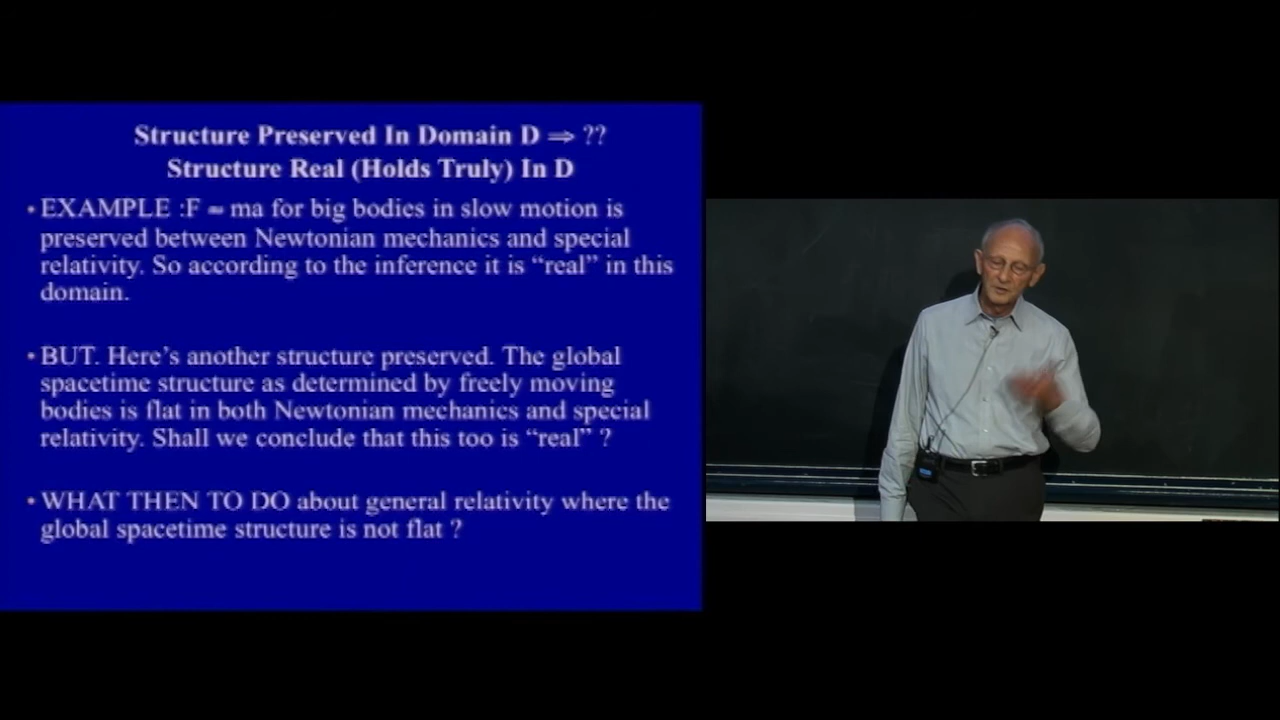 Structure Preserved In Domain D ⇒ ??
Structure Real (Holds Truly) In D
• EXAMPLE :F = ma for big bodies in slow motion is
preserved between Newtonian mechanics and special
relativity. So according to the inference it is “real” in this
domain.
• BUT. Here’s another structure preserved. The global
spacetime structure as determined by freely moving
bodies is flat in both Newtonian mechanics and special
relativity. Shall we conclude that this too is “real” ?
• WHAT THEN TO DO about general relativity where the
global spacetime structure is not flat ?